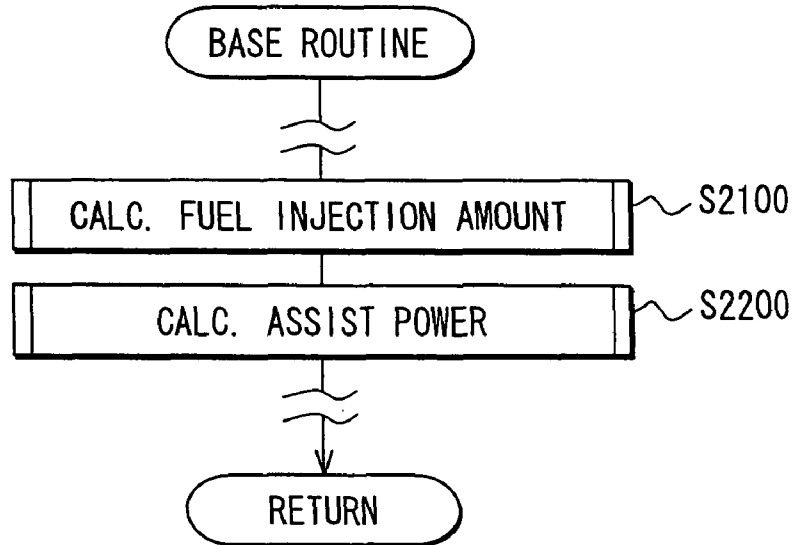 BASE ROUTINE
CALC. FUEL INJECTION AMOUNT
S2100
CALC. ASSIST POWER
S2200
RETURN